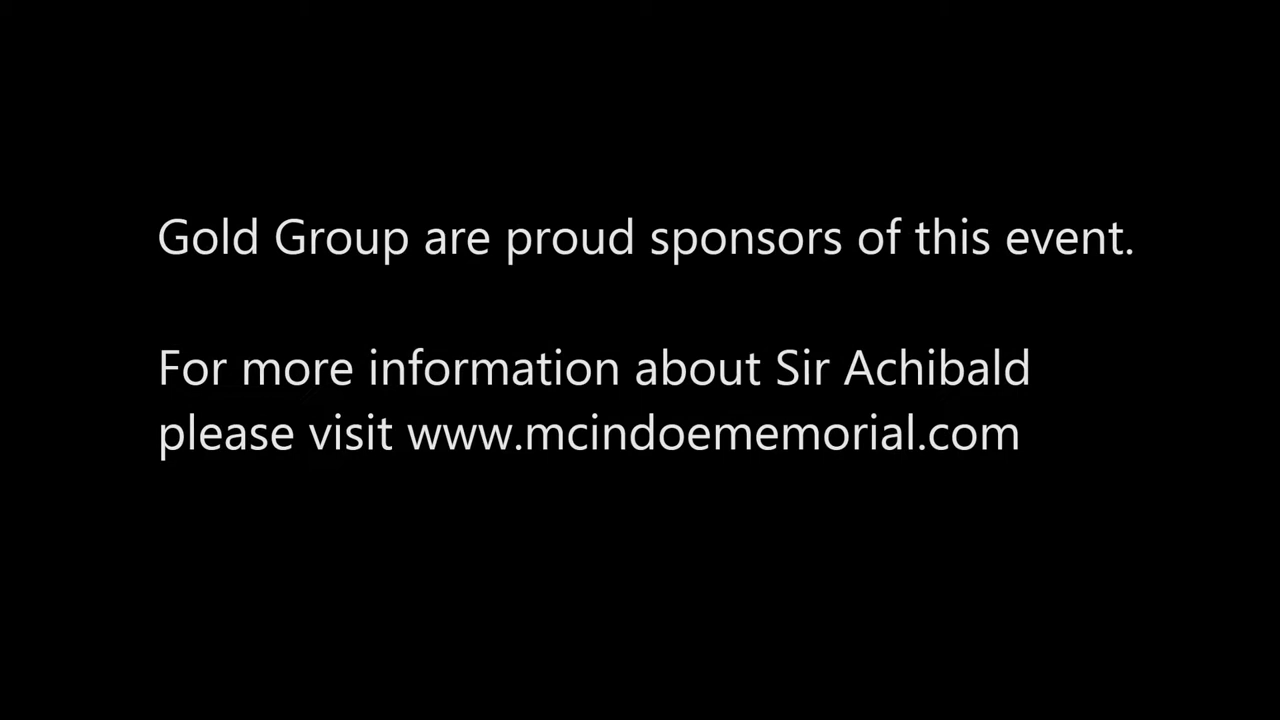 Gold Group are proud sponsors of this event.
For more information about Sir Achibald
please visit www.mcindoememorial.com